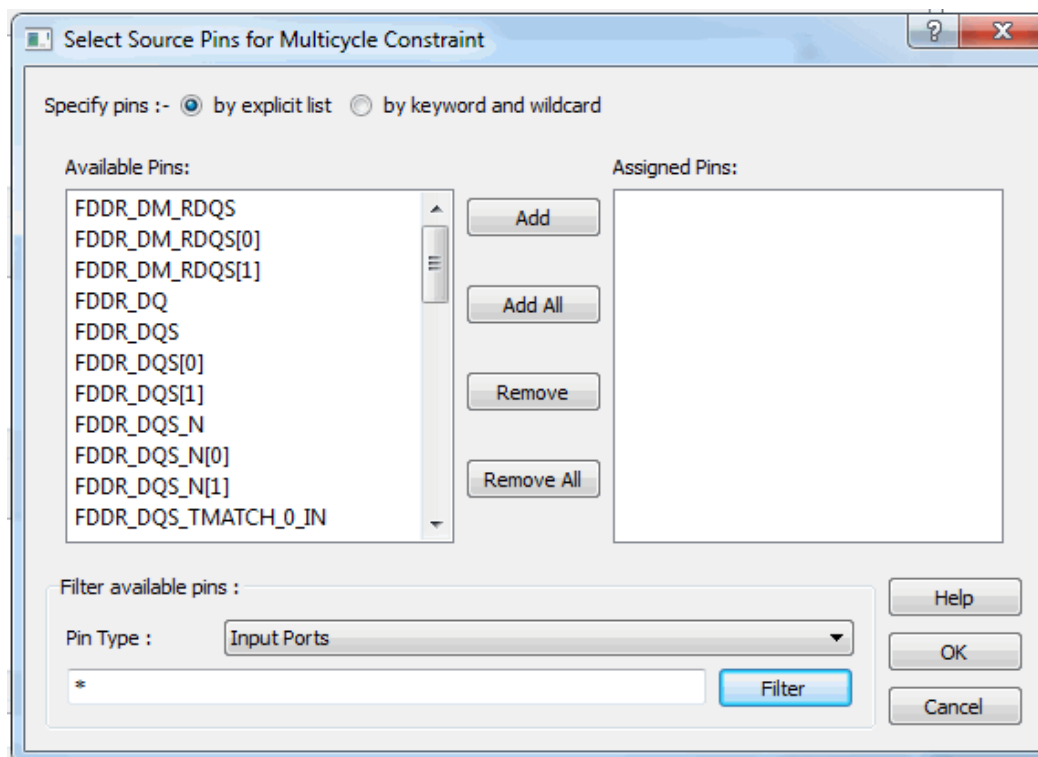 Select Source Pins for Multicycle Constraint
Specify pins :- by explicit list by keyword and wildcard
Available Pins:
Assigned Pins:
FDDR_DM_RDQS
FDDR_DM_RDQS[0]
FDDR_DM_RDQS[1]
FDDR_DQ
FDDR_DQS
FDDR_DQS[0]
FDDR_DQS[1]
FDDR_DQS_N
FDDR_DQS_N[0]
FDDR_DQS_N[1]
FDDR_DQS_TMATCH_0_IN
Add
Add All
Remove
Remove All
Filter available pins :
Pin Type : Input Ports
*
Filter
Help
OK
Cancel